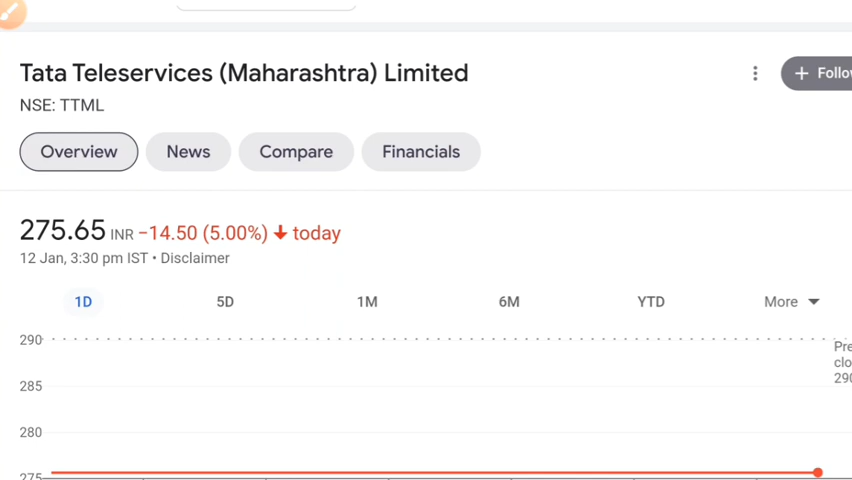 Tata Teleservices (Maharashtra) Limited
NSE: TTML
Overview News Compare Financials
275.65 INR −14.50 (5.00%) today
12 Jan, 3:30 pm IST • Disclaimer
1D 5D 1M 6M YTD More
290
285
280
275